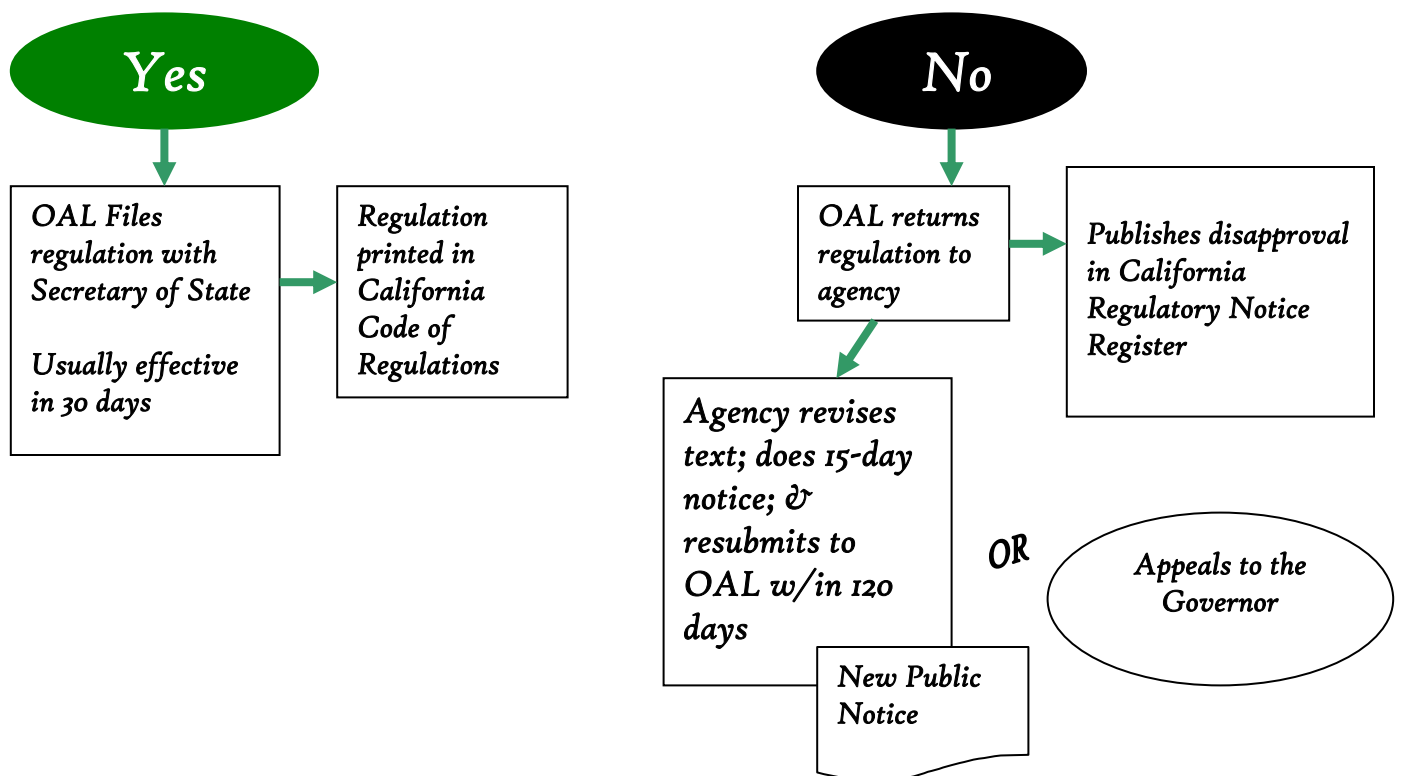 Yes
OAL Files
regulation with
Secretary of State
Usually effective
in 30 days
Regulation
printed in
California
Code of
Regulations
No
OAL returns
regulation to
agency
Publishes disapproval
in California
Regulatory Notice
Register
Agency revises
text; does 15-day
notice; &
resubmits to
OAL w/in 120
days
New Public
Notice
OR
Appeals to the
Governor